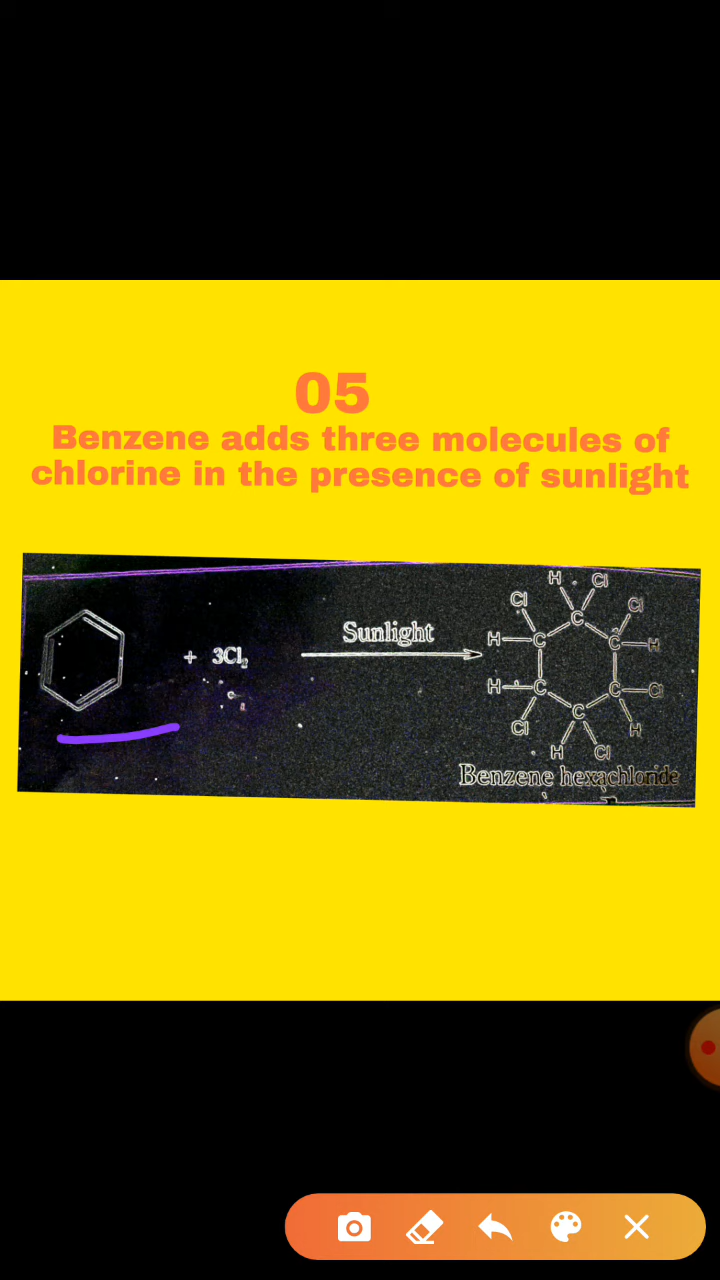 05
Benzene adds three molecules of
chlorine in the presence of sunlight
+ 3Cl₂
Sunlight
H Cl
Cl Cl
H C C C H
H C C C Cl
Cl H
H Cl
Benzene hexachloride